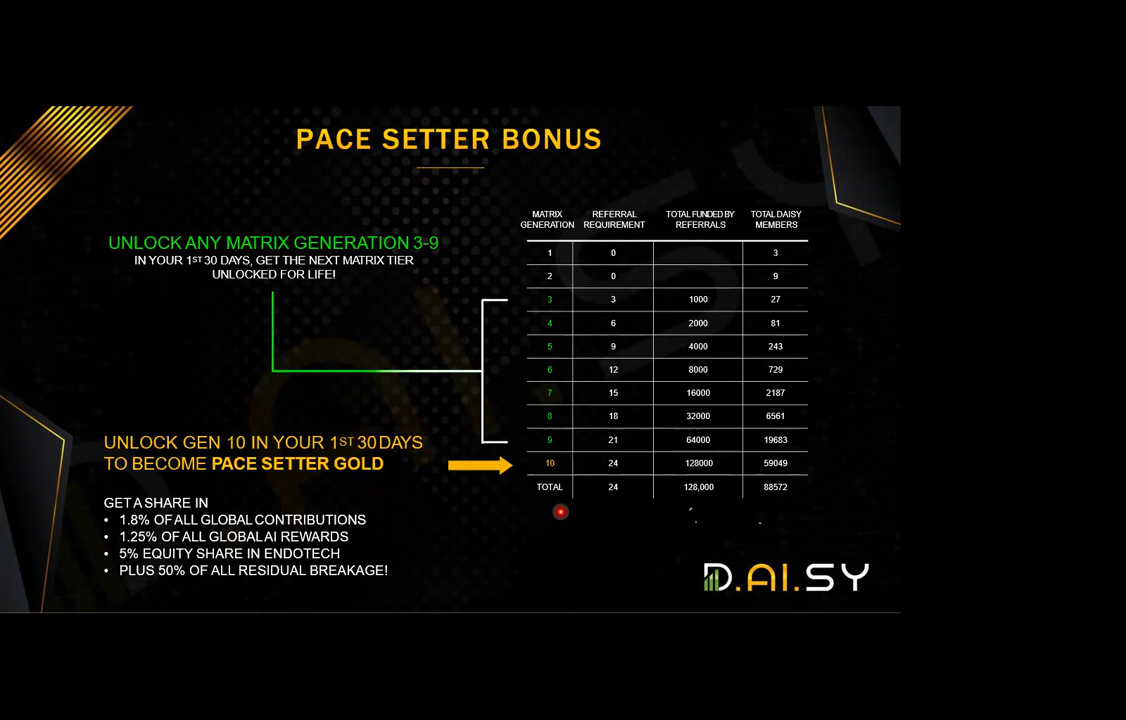 PACE SETTER BONUS
UNLOCK ANY MATRIX GENERATION 3-9
IN YOUR 1ST 30 DAYS, GET THE NEXT MATRIX TIER
UNLOCKED FOR LIFE!
UNLOCK GEN 10 IN YOUR 1ST 30 DAYS
TO BECOME PACE SETTER GOLD
GET A SHARE IN
• 1.8% OF ALL GLOBAL CONTRIBUTIONS
• 1.25% OF ALL GLOBAL AI REWARDS
• 5% EQUITY SHARE IN ENDOTECH
• PLUS 50% OF ALL RESIDUAL BREAKAGE!
MATRIX REFERRAL TOTAL FUNDED BY TOTAL DAISY
GENERATION REQUIREMENT REFERRALS MEMBERS
1 0 3
2 0 9
3 3 1000 27
4 6 2000 81
5 9 4000 243
6 12 8000 729
7 15 16000 2187
8 18 32000 6561
9 21 64000 19683
10 24 128000 59049
TOTAL 24 128,000 88572
D.AI.SY